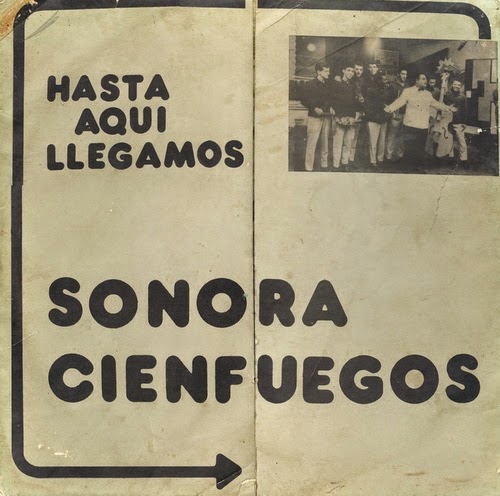 HASTA
AQUI
LLEGAMOS
SONORA
CIENFUEGOS